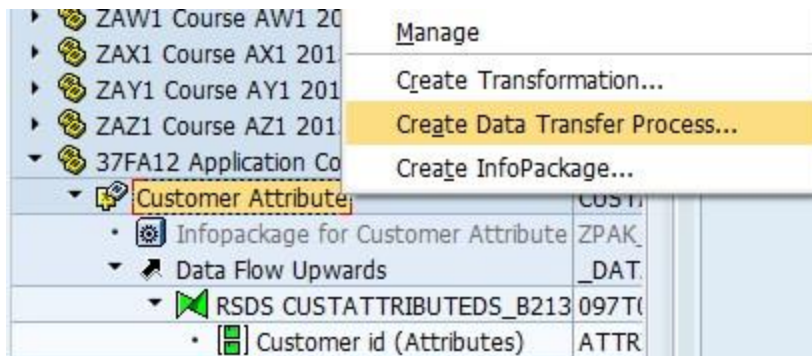 ZAW1 Course AW1 20
ZAX1 Course AX1 201
ZAY1 Course AY1 201
ZAZ1 Course AZ1 201
37FA12 Application Co
Customer Attribute
Infopackage for Customer Attribute ZPAK_
Data Flow Upwards _DAT
RSDS CUSTATTRIBUTEDS_B213 097T
Customer id (Attributes) ATTR
Manage
Create Transformation...
Create Data Transfer Process...
Create InfoPackage...